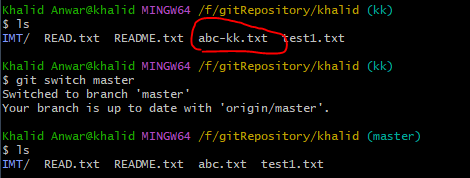 Khalid Anwar@khalid MINGW64 /f/gitRepository/khalid (kk)
$ ls
IMT/  READ.txt  README.txt  abc-kk.txt  test1.txt
Khalid Anwar@khalid MINGW64 /f/gitRepository/khalid (kk)
$ git switch master
Switched to branch 'master'
Your branch is up to date with 'origin/master'.
Khalid Anwar@khalid MINGW64 /f/gitRepository/khalid (master)
$ ls
IMT/  READ.txt  README.txt  abc.txt  test1.txt